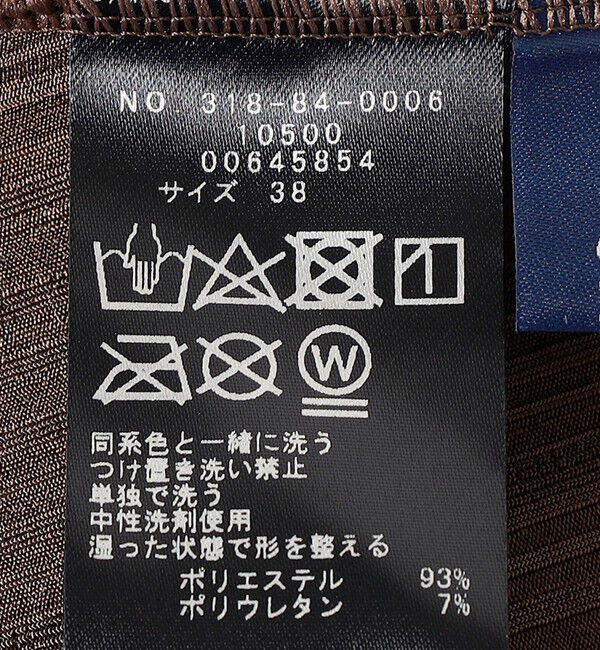 NO. 318-84-0006
10500
00645854
サイズ 38
W
同系色と一緒に洗う
つけ置き洗い禁止
単独で洗う
中性洗剤使用
湿った状態で形を整える
ポリエステル 93%
ポリウレタン 7%